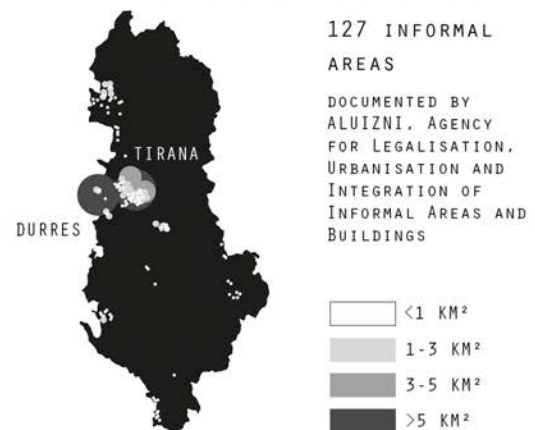 127 INFORMAL
AREAS
DOCUMENTED BY
ALUIZNI, AGENCY
FOR LEGALISATION,
URBANISATION AND
INTEGRATION OF
INFORMAL AREAS AND
BUILDINGS
TIRANA
DURRES
<1 KM²
1-3 KM²
3-5 KM²
>5 KM²